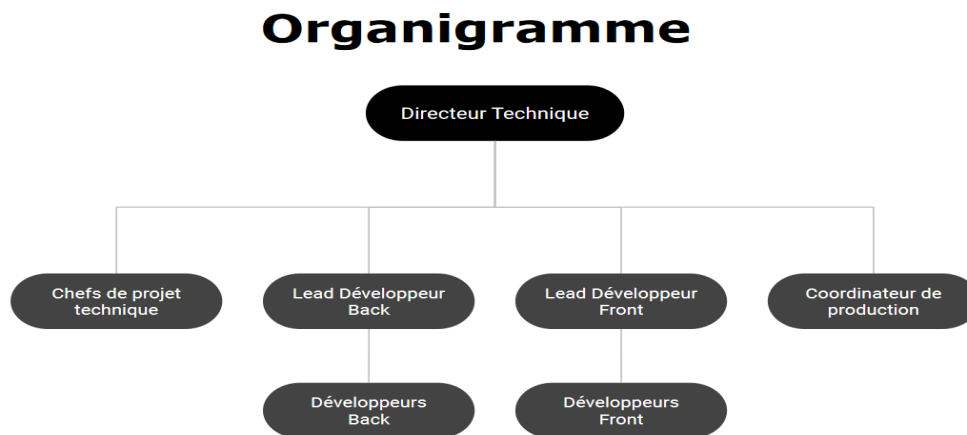 Organigramme
Directeur Technique
Chefs de projet
technique
Lead Développeur
Back
Lead Développeur
Front
Coordinateur de
production
Développeurs
Back
Développeurs
Front